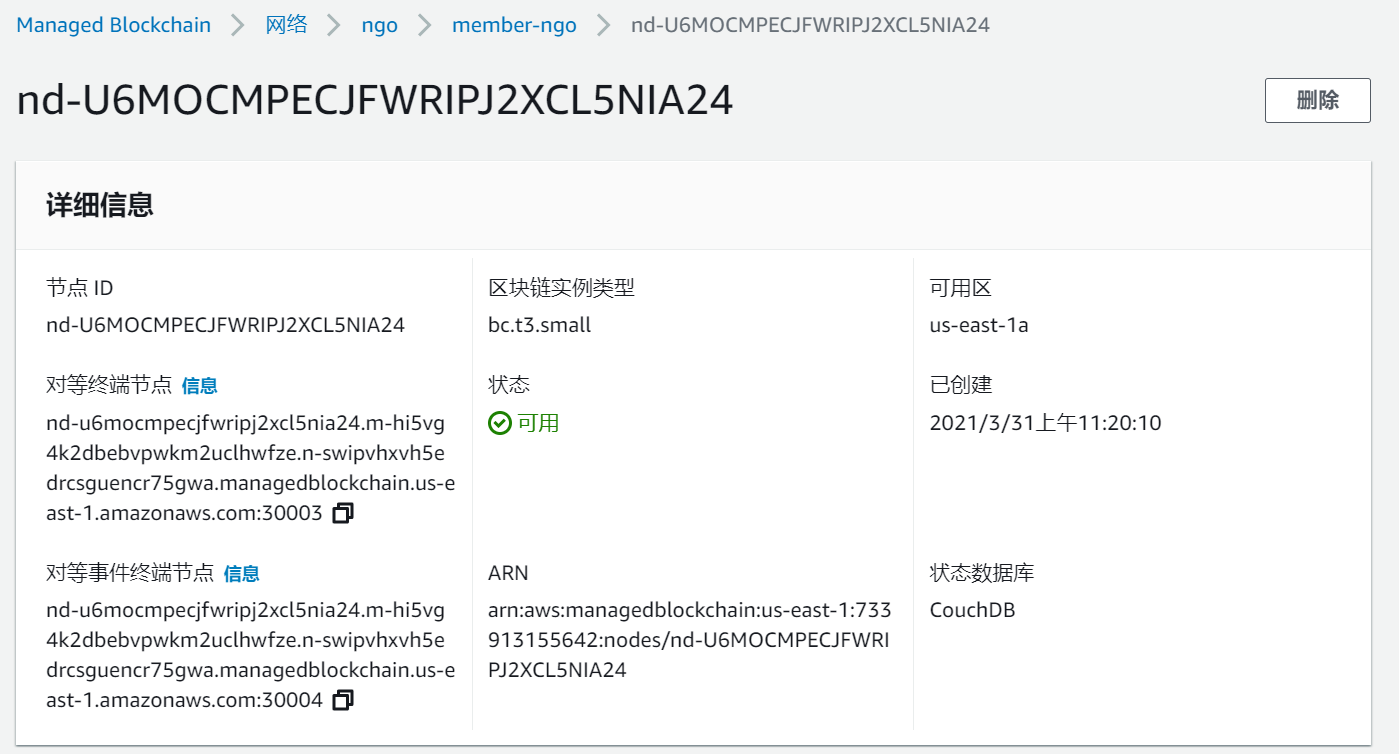 Managed Blockchain > 网络 > ngo > member-ngo > nd-U6MOCMPECJFWRIPJ2XCL5NIA24
nd-U6MOCMPECJFWRIPJ2XCL5NIA24
删除
详细信息
节点 ID
nd-U6MOCMPECJFWRIPJ2XCL5NIA24
对等终端节点 信息
nd-u6mocmpecjfwripj2xcl5nia24.m-hi5vg
4k2dbebvpwkm2uclhwfze.n-swipvhxvh5e
drcsguencr75gwa.managedblockchain.us-e
ast-1.amazonaws.com:30003
对等事件终端节点 信息
nd-u6mocmpecjfwripj2xcl5nia24.m-hi5vg
4k2dbebvpwkm2uclhwfze.n-swipvhxvh5e
drcsguencr75gwa.managedblockchain.us-e
ast-1.amazonaws.com:30004
区块链实例类型
bc.t3.small
状态
可用
ARN
arn:aws:managedblockchain:us-east-1:733
913155642:nodes/nd-U6MOCMPECJFWRI
PJ2XCL5NIA24
可用区
us-east-1a
已创建
2021/3/31上午11:20:10
状态数据库
CouchDB